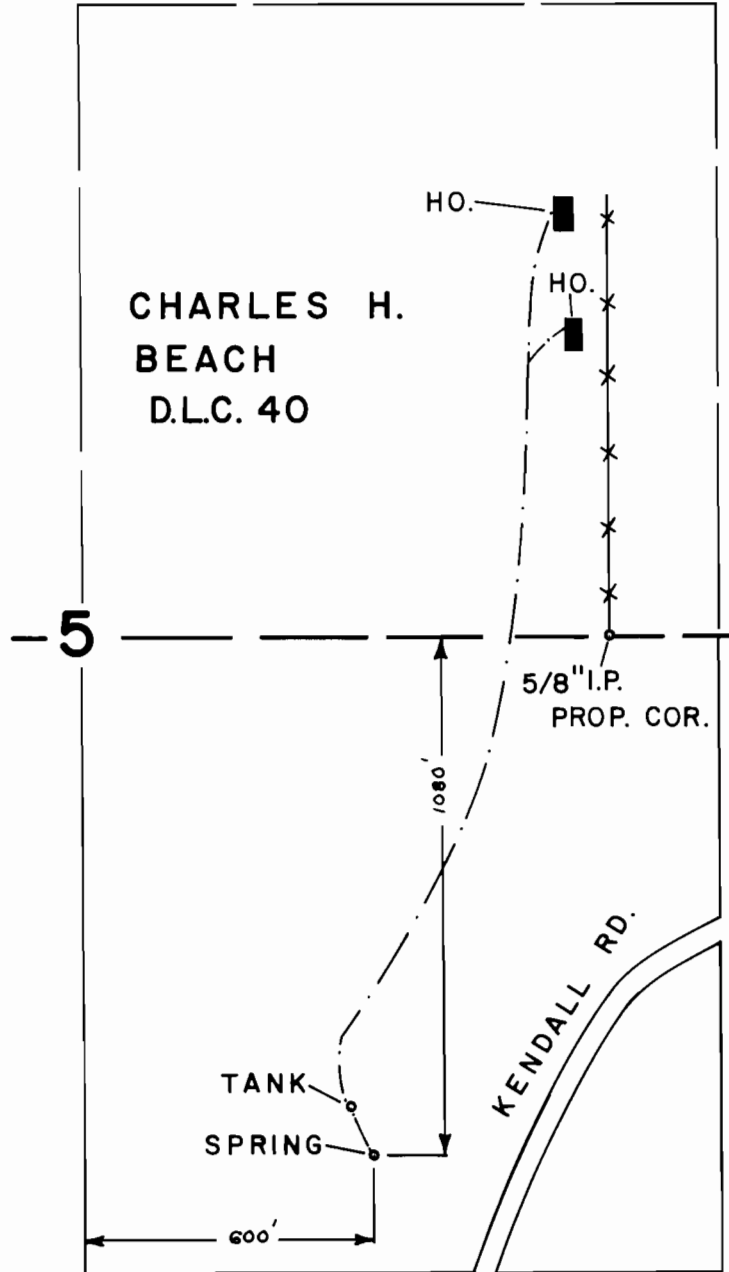 HO.
HO.
CHARLES H.
BEACH
D.L.C. 40
5
5/8" I.P.
PROP. COR.
1080'
KENDALL RD.
TANK
SPRING
600'